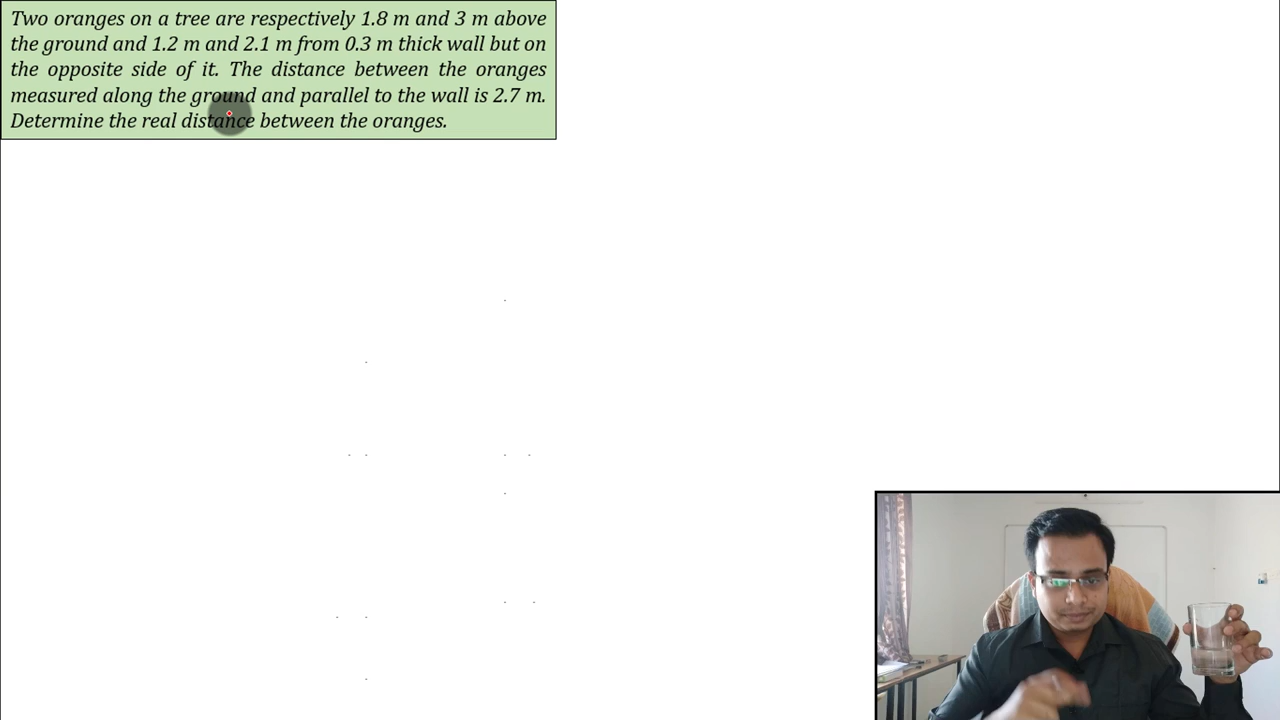 Two oranges on a tree are respectively 1.8 m and 3 m above
the ground and 1.2 m and 2.1 m from 0.3 m thick wall but on
the opposite side of it. The distance between the oranges
measured along the ground and parallel to the wall is 2.7 m.
Determine the real distance between the oranges.